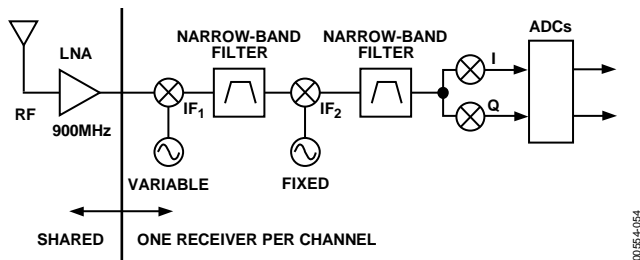 LNA
RF
900MHz
NARROW-BAND
FILTER
NARROW-BAND
FILTER
IF1
IF2
VARIABLE
FIXED
I
Q
ADCs
SHARED
ONE RECEIVER PER CHANNEL
00554-054